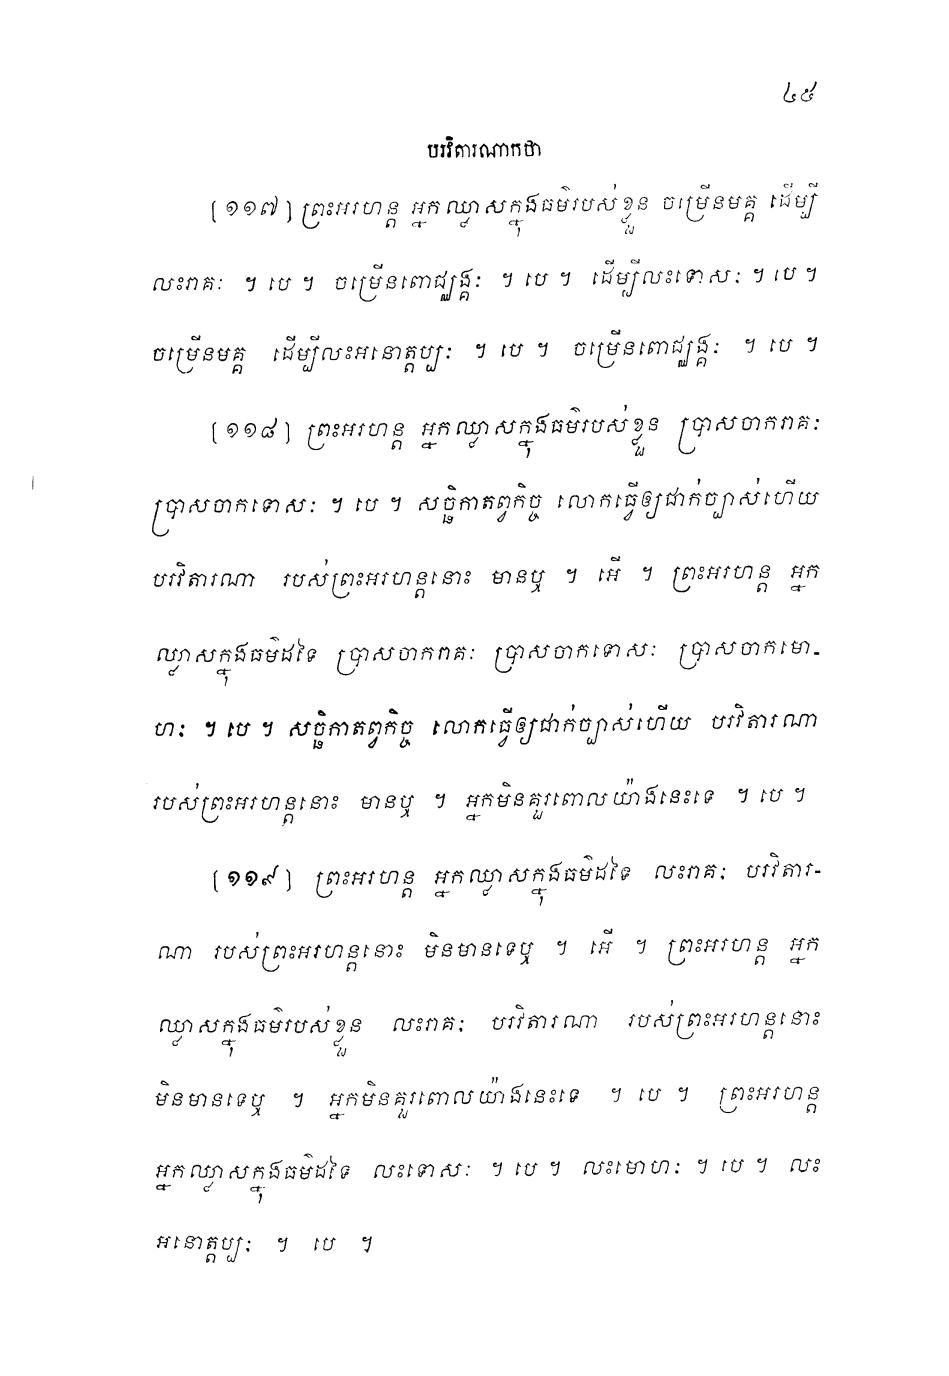 ៤៥
បរវិតារណាកថា
[១១៧] ព្រះអរហន្ត អ្នកឈ្លាសក្នុងធម៌របស់ខ្លួន ចម្រើនមគ្គ ដើម្បី
លះរាគៈ ។ បេ ។ ចម្រើនពោជ្ឈង្គៈ ។ បេ ។ ដើម្បីលះទោសៈ ។ បេ ។
ចម្រើនមគ្គ ដើម្បីលះអនោត្តប្បៈ ។ បេ ។ ចម្រើនពោជ្ឈង្គៈ ។ បេ ។
[១១៨] ព្រះអរហន្ត អ្នកឈ្លាសក្នុងធម៌របស់ខ្លួន ប្រាសចាករាគៈ
ប្រាសចាកទោសៈ ។ បេ ។ សច្ឆិកាតព្វកិច្ច លោកធ្វើឲ្យជាក់ច្បាស់ហើយ
បរវិតារណា របស់ព្រះអរហន្តនោះ មានឬ ។ អើ ។ ព្រះអរហន្ត អ្នក
ឈ្លាសក្នុងធម៌ដទៃ ប្រាសចាករាគៈ ប្រាសចាកទោសៈ ប្រាសចាកមោ-
ហៈ ។ បេ ។ សច្ឆិកាតព្វកិច្ច លោកធ្វើឲ្យជាក់ច្បាស់ហើយ បរវិតារណា
របស់ព្រះអរហន្តនោះ មានឬ ។ អ្នកមិនគួរពោលយ៉ាងនេះទេ ។ បេ ។
[១១៩] ព្រះអរហន្ត អ្នកឈ្លាសក្នុងធម៌ដទៃ លះរាគៈ បរវិតារ-
ណា របស់ព្រះអរហន្តនោះ មិនមានទេឬ ។ អើ ។ ព្រះអរហន្ត អ្នក
ឈ្លាសក្នុងធម៌របស់ខ្លួន លះរាគៈ បរវិតារណា របស់ព្រះអរហន្តនោះ
មិនមានទេឬ ។ អ្នកមិនគួរពោលយ៉ាងនេះទេ ។ បេ ។ ព្រះអរហន្ត
អ្នកឈ្លាសក្នុងធម៌ដទៃ លះទោសៈ ។ បេ ។ លះមោហៈ ។ បេ ។ លះ
អនោត្តប្បៈ ។ បេ ។